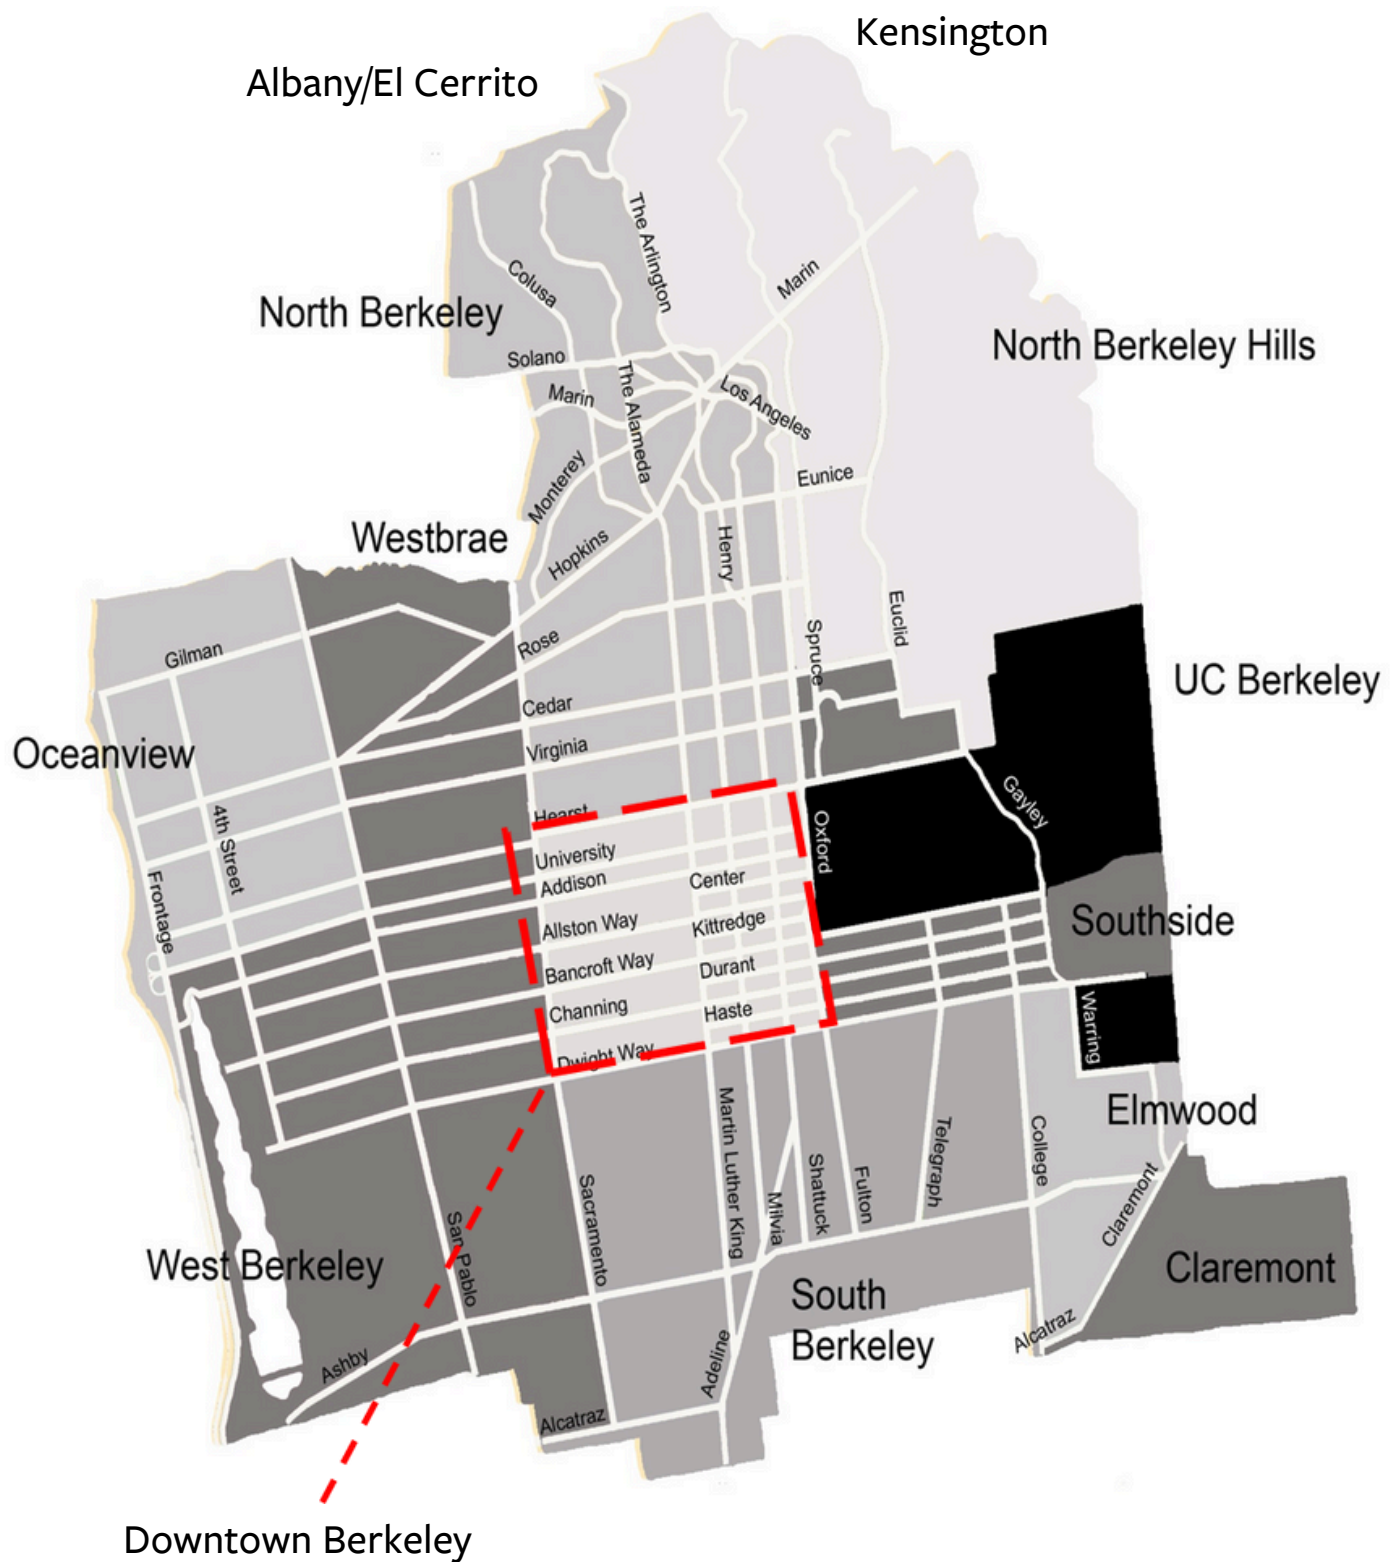 Kensington
Albany/El Cerrito
The Arlington
Marin
Colusa
North Berkeley
North Berkeley Hills
Solano
Marin
The Alameda
Los Angeles
Monterey
Eunice
Westbrae
Hopkins
Henry
Euclid
Spruce
Rose
Gilman
UC Berkeley
Cedar
Virginia
Oceanview
Gayley
4th Street
Hearst
Oxford
University
Addison
Center
Frontage
Allston Way
Kittredge
Southside
Bancroft Way
Durant
Channing
Haste
Warring
Dwight Way
Elmwood
Martin Luther King
Telegraph
College
Shattuck
Fulton
Milvia
Sacramento
Claremont
San Pablo
West Berkeley
Claremont
South
Berkeley
Alcatraz
Adeline
Ashby
Alcatraz
Downtown Berkeley